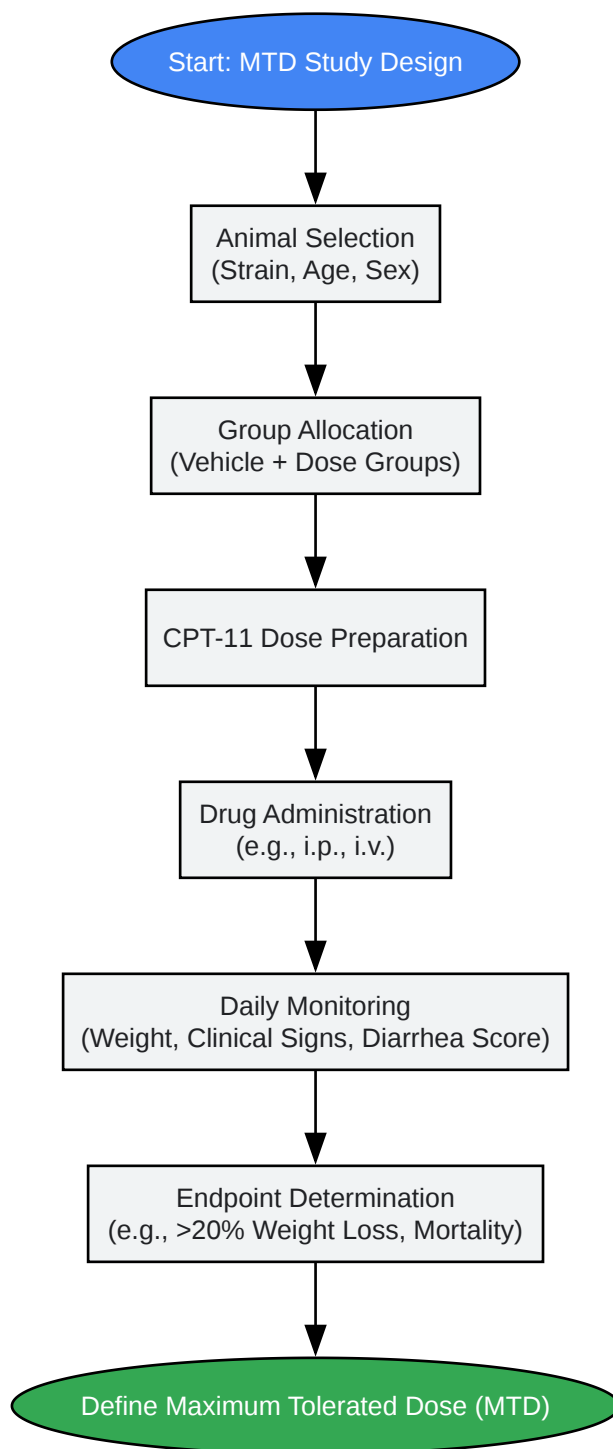 Start: MTD Study Design
Animal Selection
(Strain, Age, Sex)
Group Allocation
(Vehicle + Dose Groups)
CPT-11 Dose Preparation
Drug Administration
(e.g., i.p., i.v.)
Daily Monitoring
(Weight, Clinical Signs, Diarrhea Score)
Endpoint Determination
(e.g., >20% Weight Loss, Mortality)
Define Maximum Tolerated Dose (MTD)